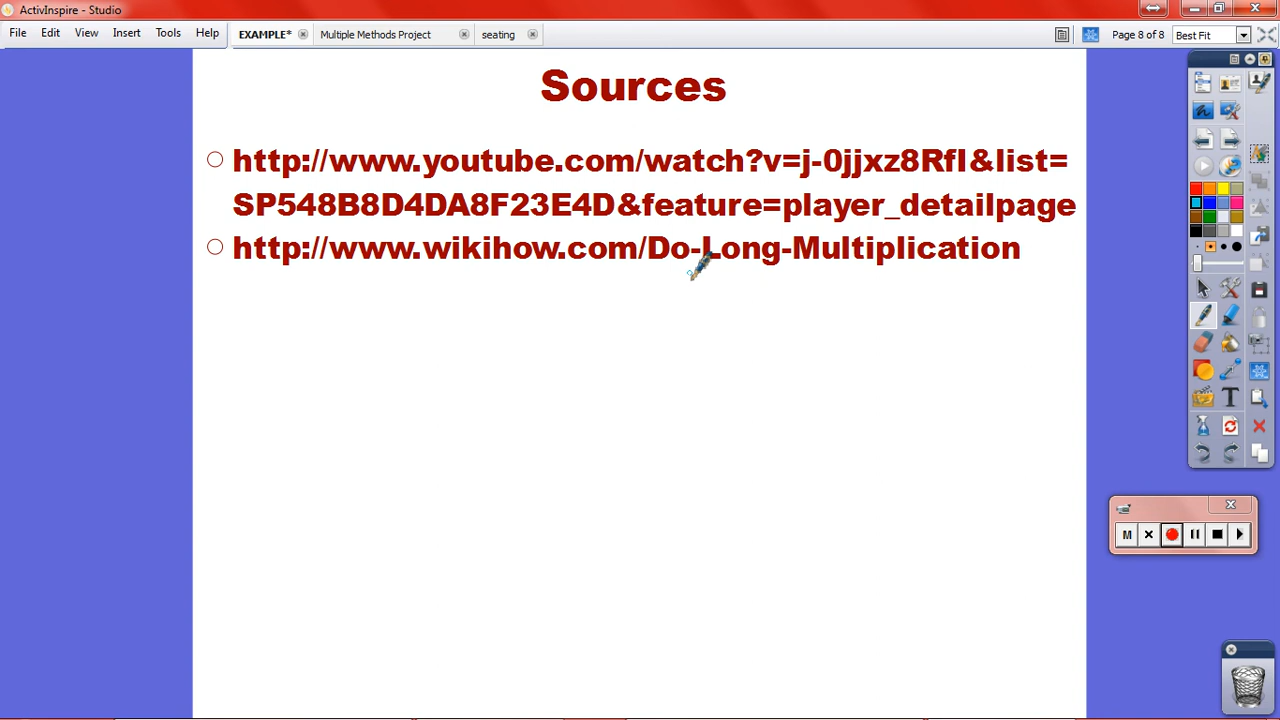 ActivInspire - Studio
File Edit View Insert Tools Help EXAMPLE* Multiple Methods Project seating Page 8 of 8 Best Fit
Sources
http://www.youtube.com/watch?v=j-0jjxz8RfI&list=
SP548B8D4DA8F23E4D&feature=player_detailpage
http://www.wikihow.com/Do-Long-Multiplication
T
M